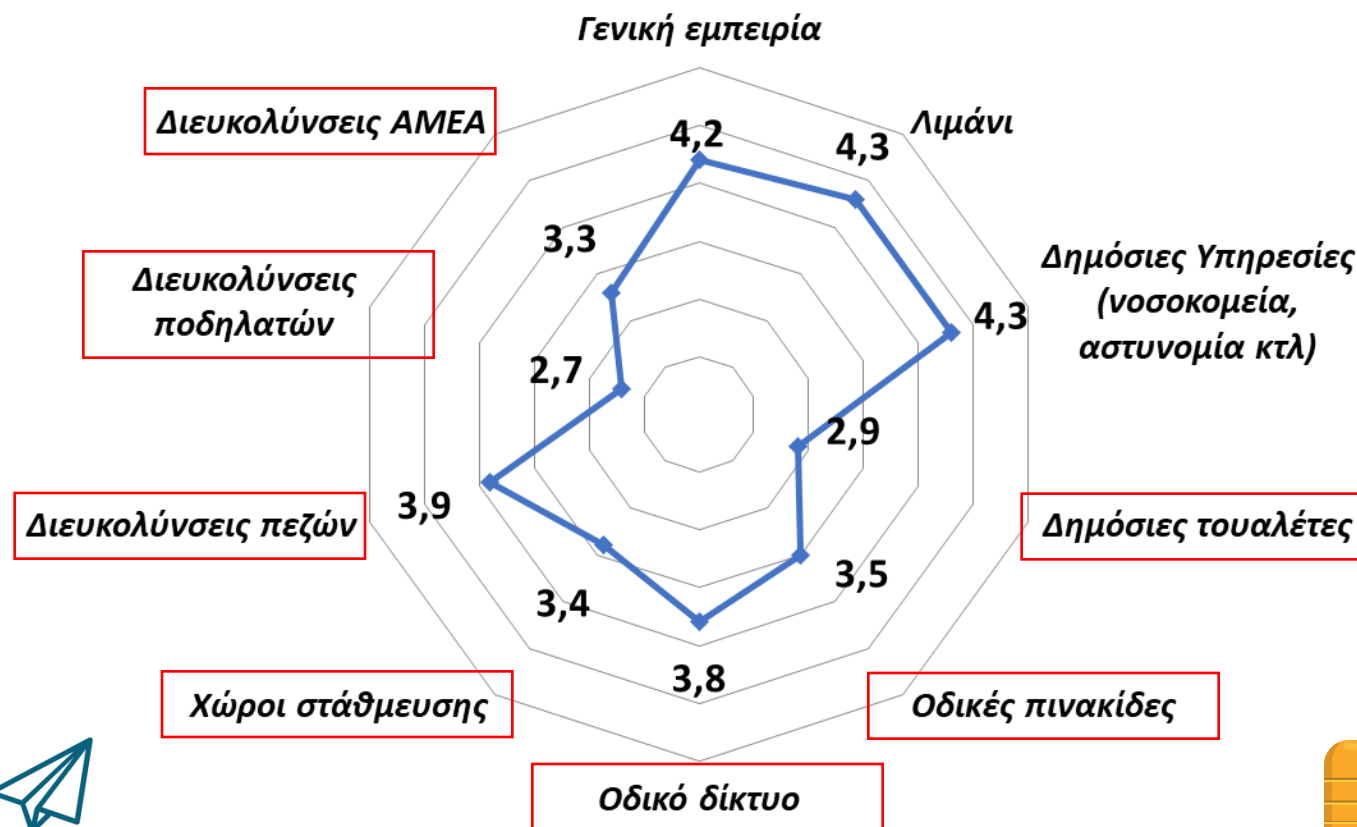 Γενική εμπειρία
Διευκολύνσεις ΑΜΕΑ
Λιμάνι
4,2
4,3
3,3
Δημόσιες Υπηρεσίες
(νοσοκομεία,
αστυνομία κτλ)
4,3
Διευκολύνσεις
ποδηλατών
2,7
2,9
Διευκολύνσεις πεζών
3,9
Δημόσιες τουαλέτες
3,5
3,4
3,8
Χώροι στάθμευσης
Οδικές πινακίδες
Οδικό δίκτυο